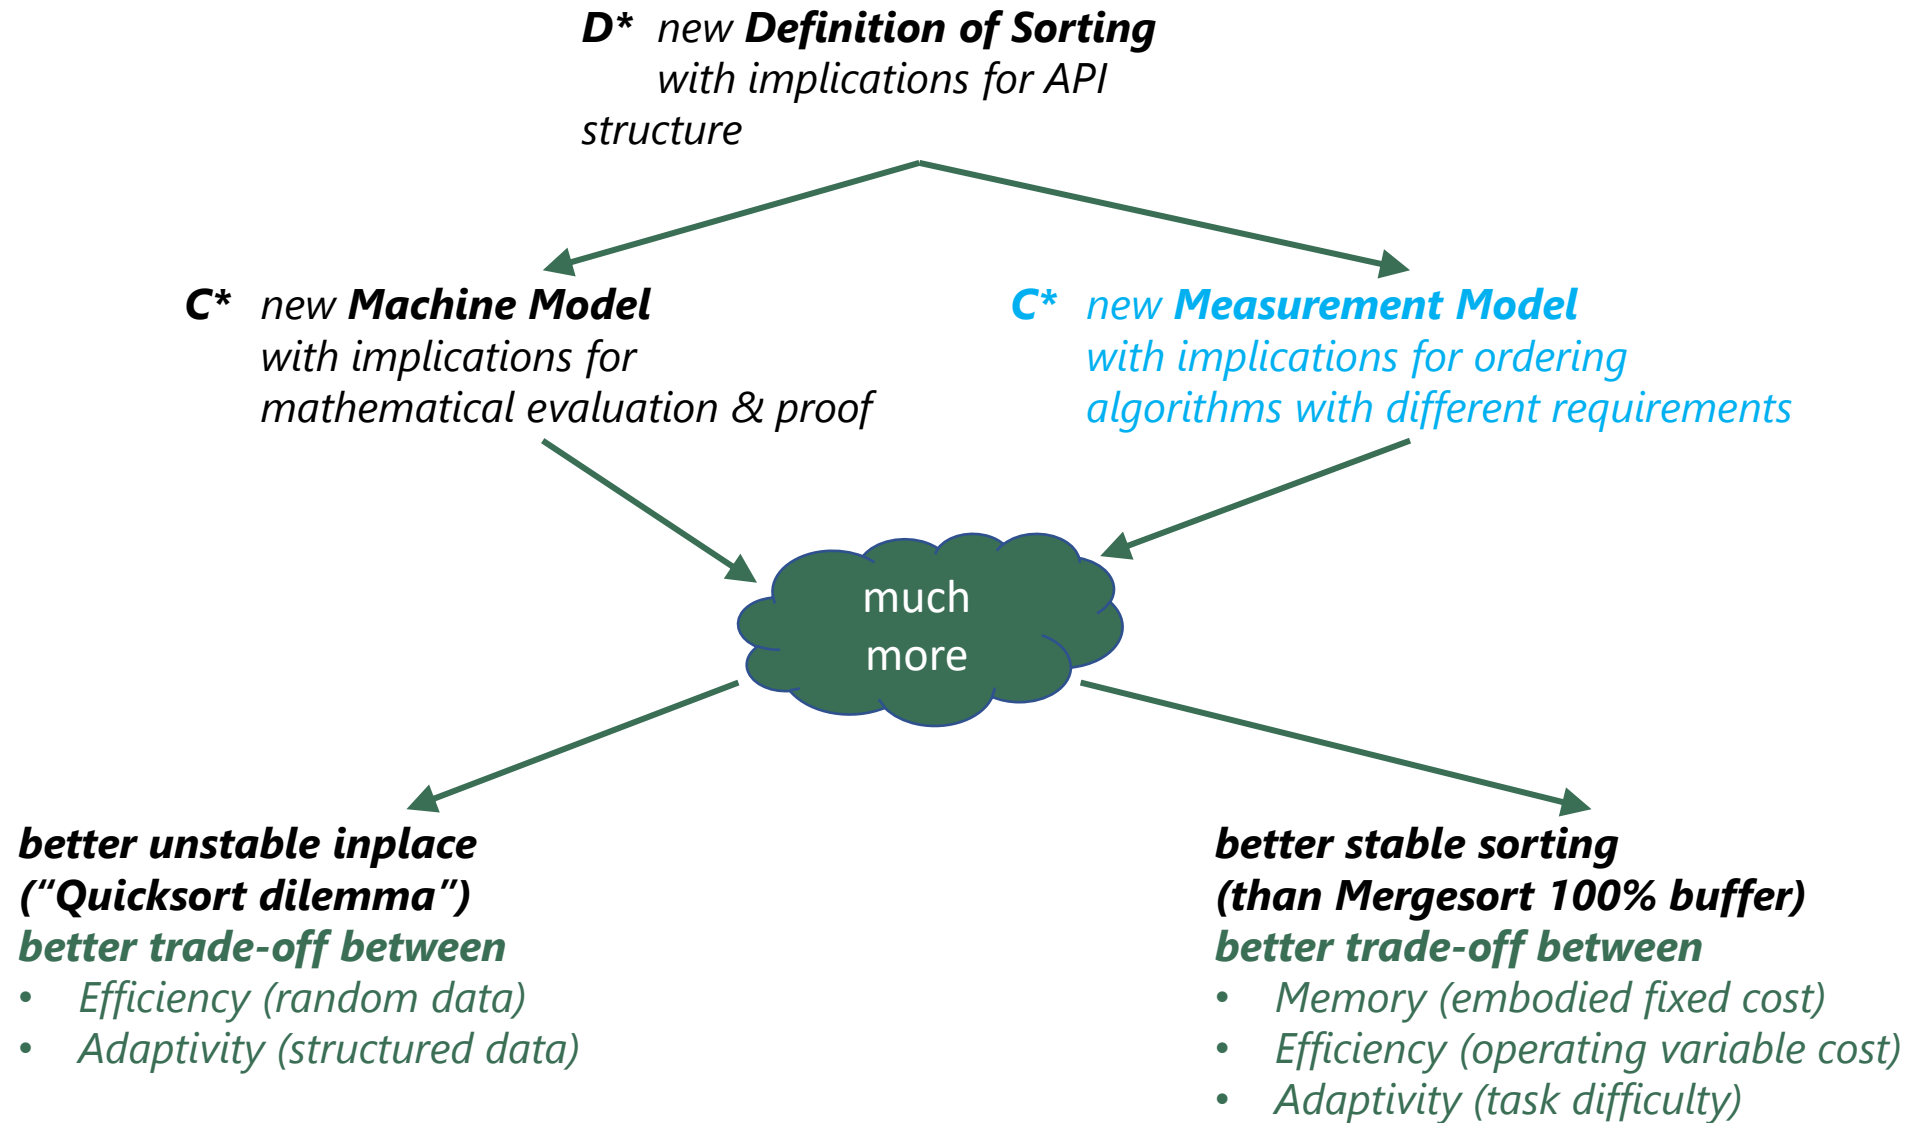 D* new Definition of Sorting
with implications for API
structure
C* new Machine Model
with implications for
mathematical evaluation & proof
C* new Measurement Model
with implications for ordering
algorithms with different requirements
much
more
better unstable inplace
(“Quicksort dilemma”)
better trade-off between
• Efficiency (random data)
• Adaptivity (structured data)
better stable sorting
(than Mergesort 100% buffer)
better trade-off between
• Memory (embodied fixed cost)
• Efficiency (operating variable cost)
• Adaptivity (task difficulty)